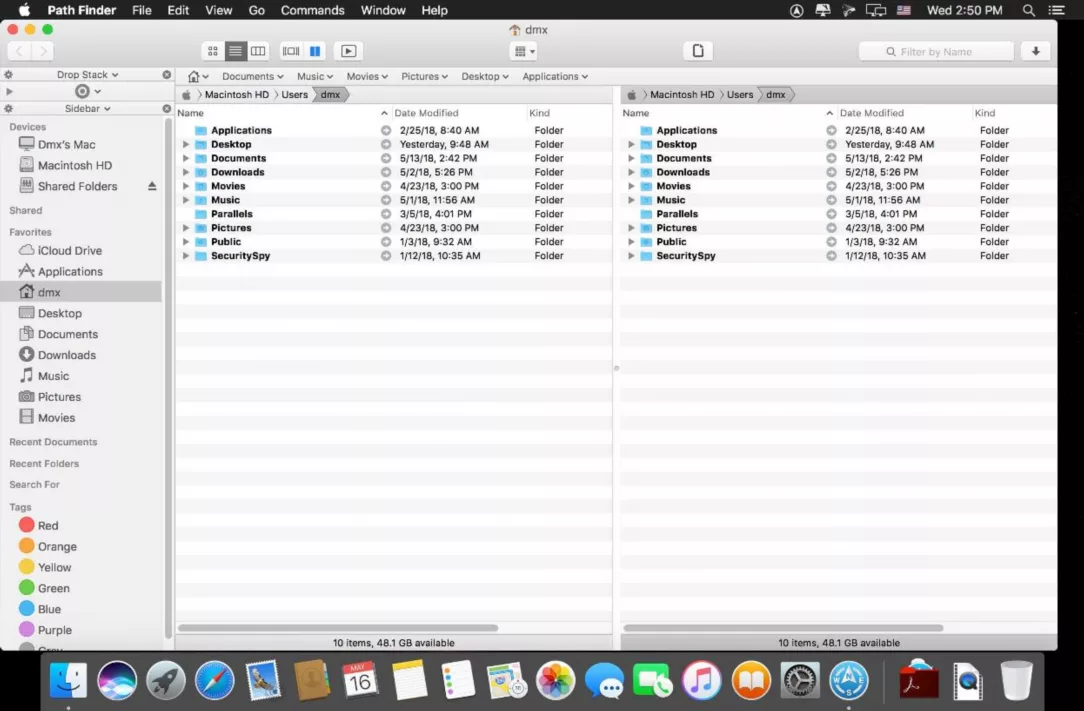 Path Finder File Edit View Go Commands Window Help Wed 2:50 PM
dmx
Filter by Name
Drop Stack
Documents Music Movies Pictures Desktop Applications
Sidebar
Macintosh HD Users dmx
Macintosh HD Users dmx
Name Date Modified Kind
Name Date Modified Kind
Devices
Dmx's Mac
Macintosh HD
Shared Folders
Shared
Favorites
iCloud Drive
Applications
dmx
Desktop
Documents
Downloads
Music
Pictures
Movies
Recent Documents
Recent Folders
Search For
Tags
Red
Orange
Yellow
Green
Blue
Purple
Applications 2/25/18, 8:40 AM Folder
Desktop Yesterday, 9:48 AM Folder
Documents 5/13/18, 2:42 PM Folder
Downloads 5/2/18, 5:26 PM Folder
Movies 4/23/18, 3:00 PM Folder
Music 5/1/18, 11:56 AM Folder
Parallels 3/5/18, 4:01 PM Folder
Pictures 4/23/18, 3:00 PM Folder
Public 1/3/18, 9:32 AM Folder
SecuritySpy 1/12/18, 10:35 AM Folder
10 items, 48.1 GB available
Applications 2/25/18, 8:40 AM Folder
Desktop Yesterday, 9:48 AM Folder
Documents 5/13/18, 2:42 PM Folder
Downloads 5/2/18, 5:26 PM Folder
Movies 4/23/18, 3:00 PM Folder
Music 5/1/18, 11:56 AM Folder
Parallels 3/5/18, 4:01 PM Folder
Pictures 4/23/18, 3:00 PM Folder
Public 1/3/18, 9:32 AM Folder
SecuritySpy 1/12/18, 10:35 AM Folder
10 items, 48.1 GB available
MAY
16
N
W E
S